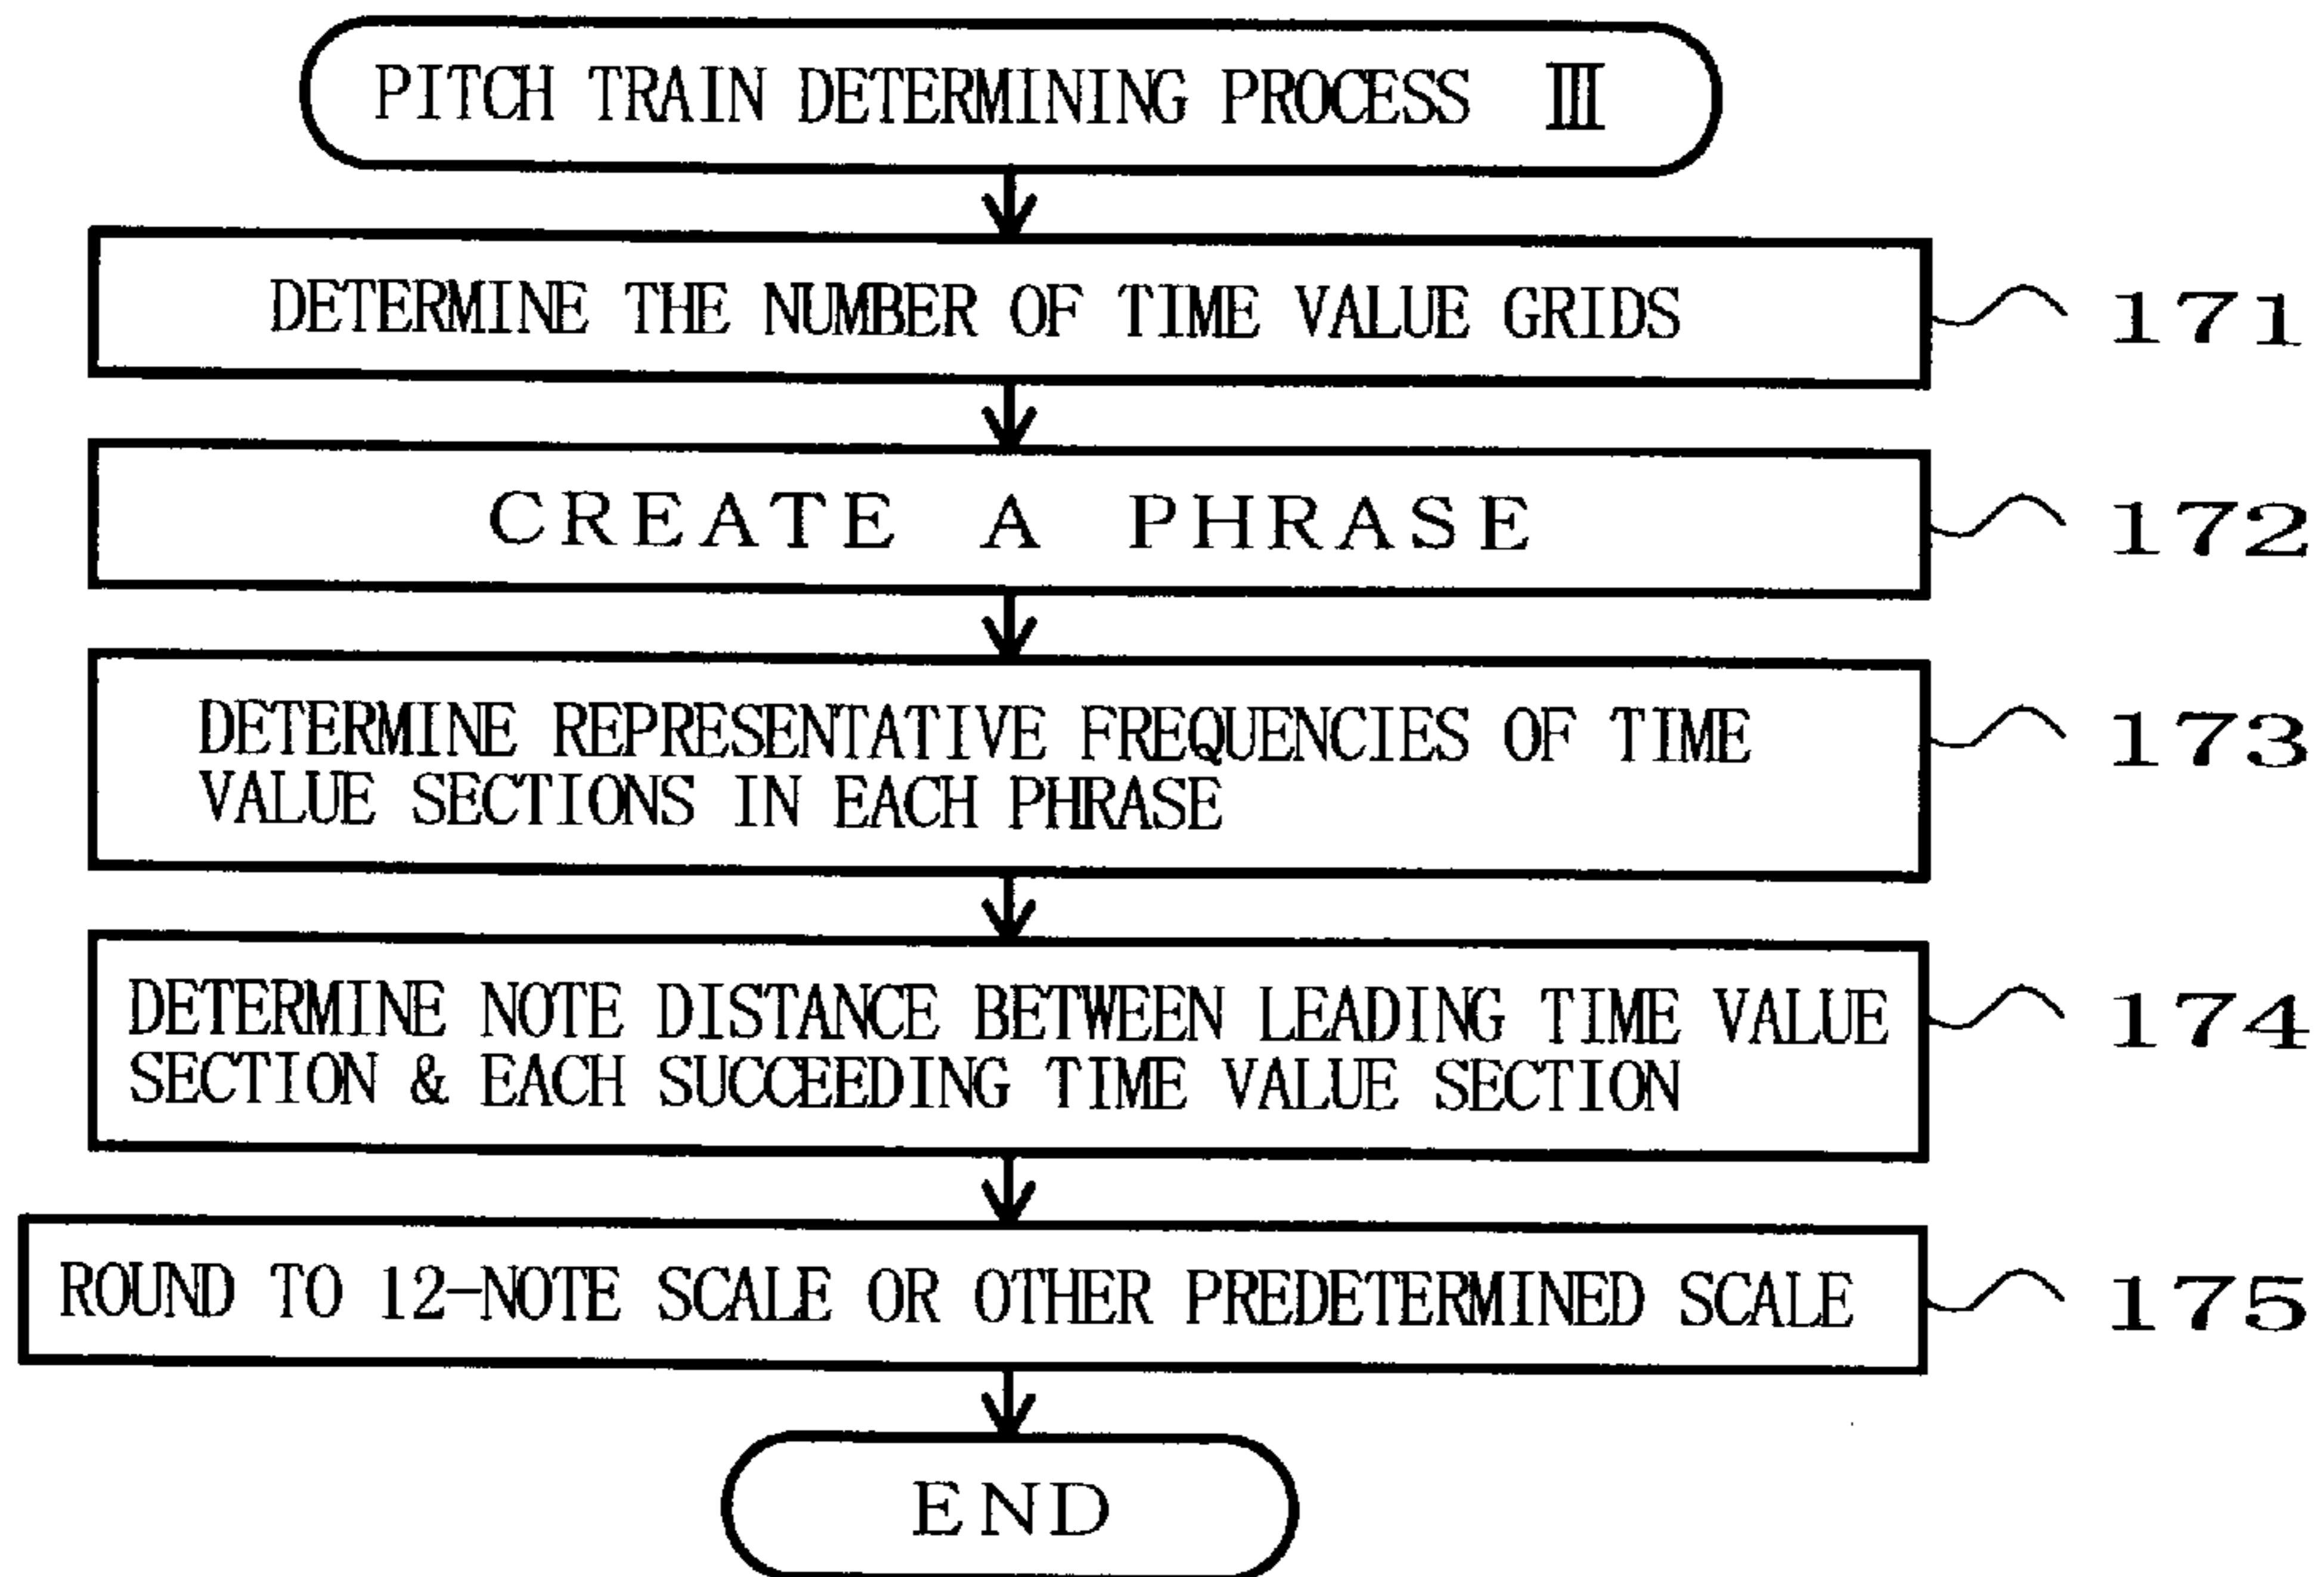 PITCH TRAIN DETERMINING PROCESS III
DETERMINE THE NUMBER OF TIME VALUE GRIDS
171
CREATE A PHRASE
172
DETERMINE REPRESENTATIVE FREQUENCIES OF TIME
VALUE SECTIONS IN EACH PHRASE
173
DETERMINE NOTE DISTANCE BETWEEN LEADING TIME VALUE
SECTION & EACH SUCCEEDING TIME VALUE SECTION
174
ROUND TO 12-NOTE SCALE OR OTHER PREDETERMINED SCALE
175
END